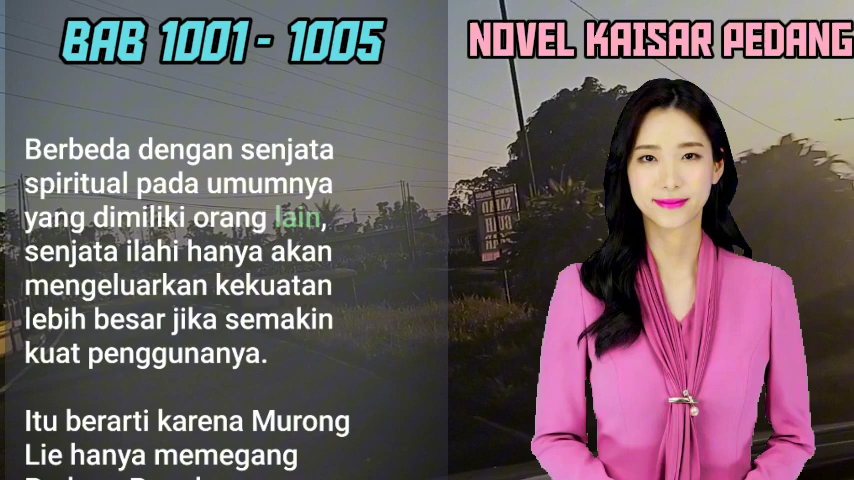 BAB 1001 - 1005
NOVEL KAISAR PEDANG
Berbeda dengan senjata
spiritual pada umumnya
yang dimiliki orang lain,
senjata ilahi hanya akan
mengeluarkan kekuatan
lebih besar jika semakin
kuat penggunanya.
Itu berarti karena Murong
Lie hanya memegang